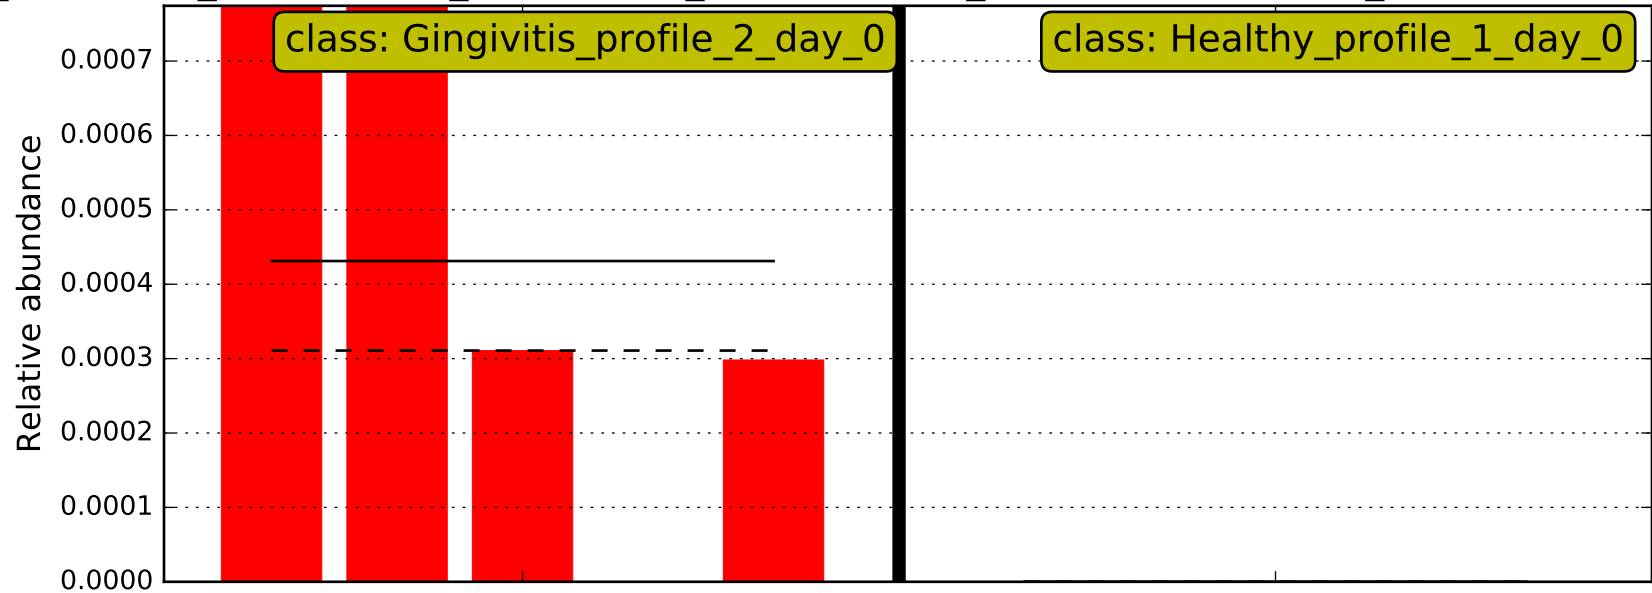 class: Gingivitis_profile_2_day_0
class: Healthy_profile_1_day_0
Relative abundance
0.0007
0.0006
0.0005
0.0004
0.0003
0.0002
0.0001
0.0000